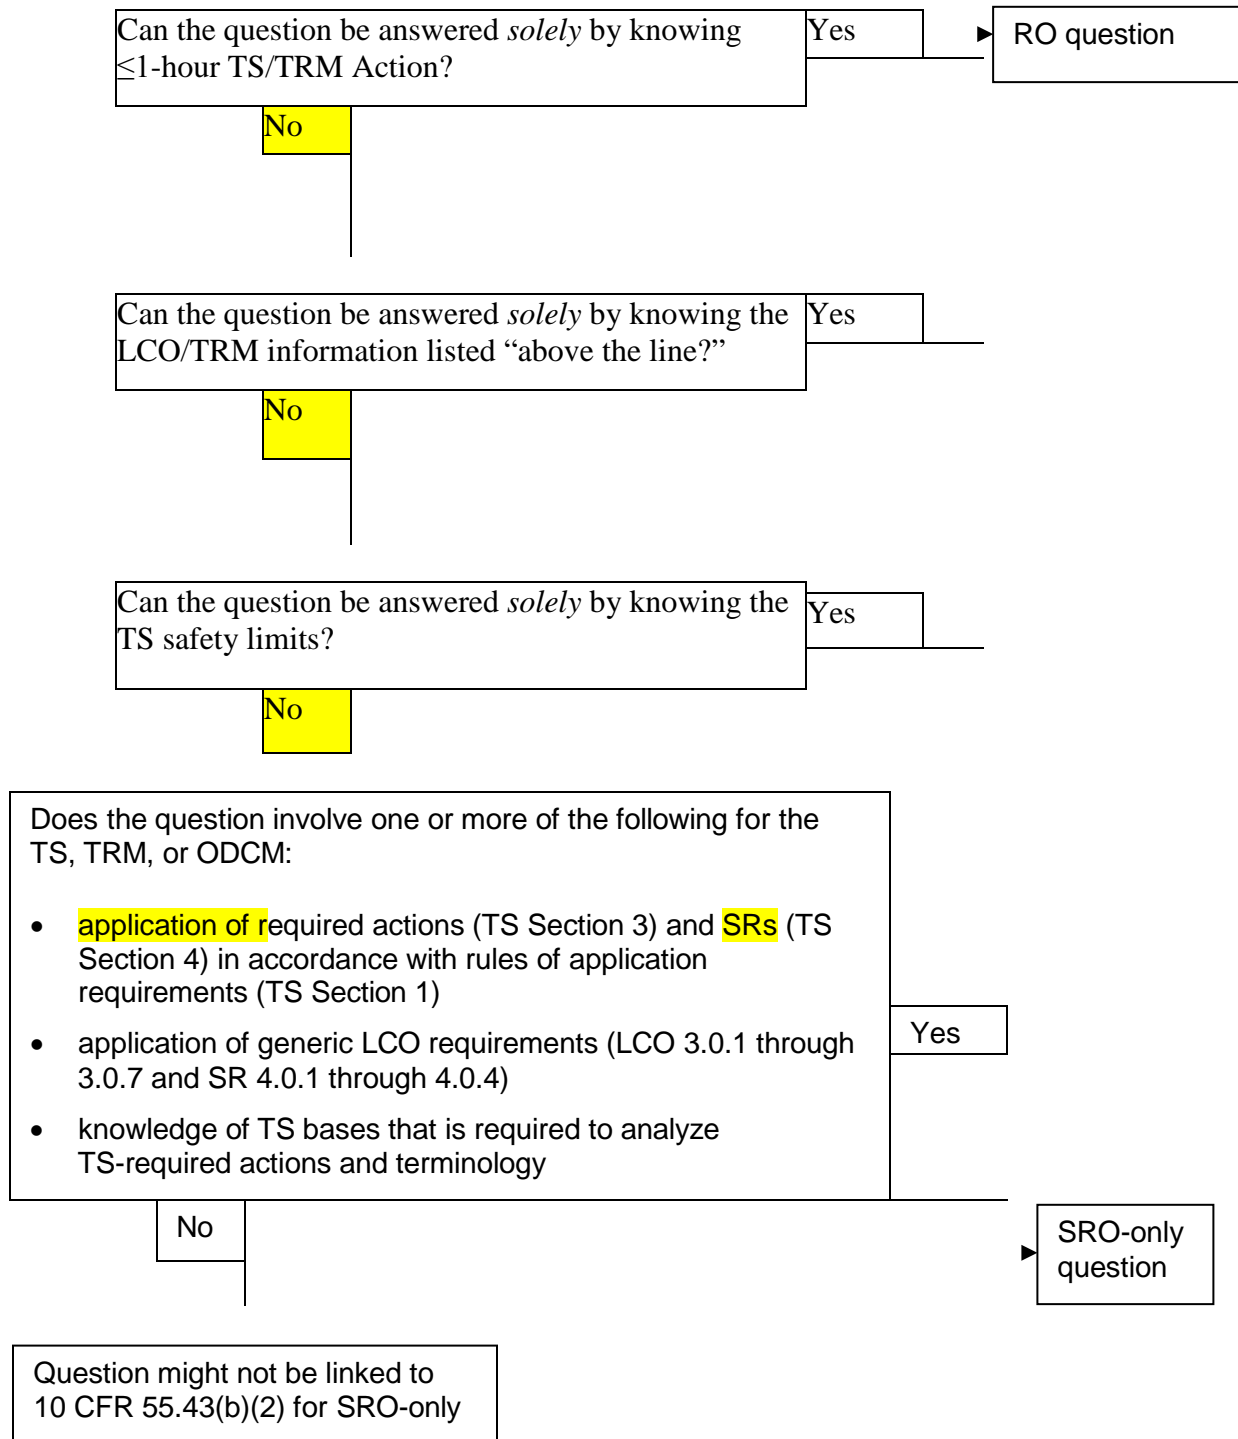 Can the question be answered solely by knowing
≤1-hour TS/TRM Action?
Yes
RO question
No
Can the question be answered solely by knowing the
LCO/TRM information listed “above the line?”
Yes
No
Can the question be answered solely by knowing the
TS safety limits?
Yes
No
Does the question involve one or more of the following for the
TS, TRM, or ODCM:
• application of required actions (TS Section 3) and SRs (TS
Section 4) in accordance with rules of application
requirements (TS Section 1)
• application of generic LCO requirements (LCO 3.0.1 through
3.0.7 and SR 4.0.1 through 4.0.4)
• knowledge of TS bases that is required to analyze
TS-required actions and terminology
Yes
No
SRO-only
question
Question might not be linked to
10 CFR 55.43(b)(2) for SRO-only